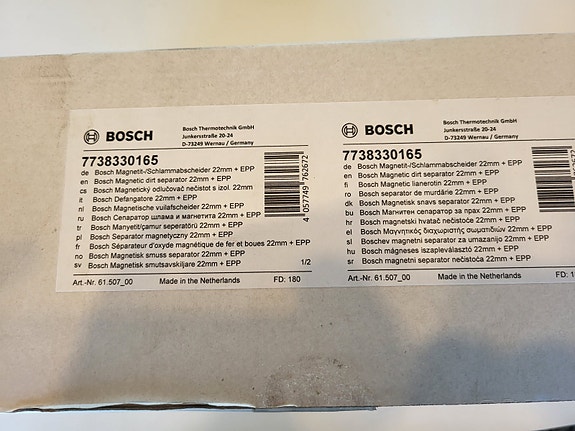 BOSCH
Bosch Thermotechnik GmbH
Junkersstraße 20-24
D-73249 Wernau / Germany
7738330165
de Bosch Magnetit-/Schlammabscheider 22mm + EPP
en Bosch Magnetic dirt separator 22mm + EPP
cs Bosch Magnetický odlučovač nečistot s izol. 22mm
it Bosch Defangatore 22mm + EPP
nl Bosch Magnetische vuilafscheider 22mm + EPP
ru Bosch Сепаратор шлама и магнетита 22mm + EPP
tr Bosch Manyetit/çamur seperatörü 22mm + EPP
pl Bosch Separator magnetyczny 22mm + EPP
fr Bosch Séparateur d'oxyde magnétique de fer et boues 22mm + EPP
no Bosch Magnetisk smuss separator 22mm + EPP
sv Bosch Magnetisk smutsavskiljare 22mm + EPP
1/2
4 057749 762672
Art.-Nr. 61.507_00 Made in the Netherlands FD: 180
BOSCH
Bosch Thermotechnik GmbH
Junkersstraße 20-24
D-73249 Wernau / Germany
7738330165
de Bosch Magnetit-/Schlammabscheider 22mm + EPP
en Bosch Magnetic dirt separator 22mm + EPP
fi Bosch Magnetic lianerotin 22mm + EPP
ro Bosch separator de murdărie 22mm + EPP
dk Bosch Magnetisk snavs separator 22mm + EPP
bu Bosch Магнитен сепаратор за прах 22mm + EPP
hr Bosch magnetski hvatač nečistoće 22mm + EPP
el Bosch Μαγνητικός διαχωριστής σωματιδίων 22mm + EPP
sl Boschev magnetni separator za umazanijo 22mm + EPP
hu Bosch mágneses iszapleválasztó 22mm + EPP
sr Bosch magnetni separator nečistoća 22mm + EPP
Art.-Nr. 61.507_00 Made in the Netherlands FD: 1